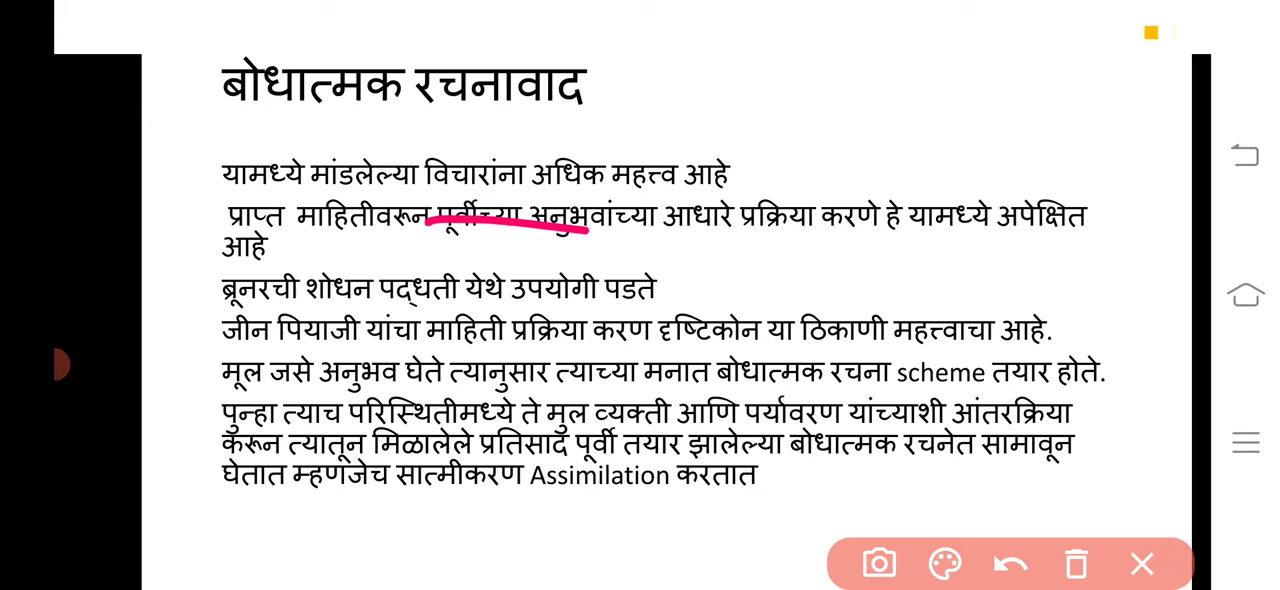 बोधात्मक रचनावाद
यामध्ये मांडलेल्या विचारांना अधिक महत्त्व आहे
प्राप्त माहितीवरून पूर्वीच्या अनुभवांच्या आधारे प्रक्रिया करणे हे यामध्ये अपेक्षित
आहे
ब्रूनरची शोधन पद्धती येथे उपयोगी पडते
जीन पियाजी यांचा माहिती प्रक्रिया करण दृष्टिकोन या ठिकाणी महत्त्वाचा आहे.
मूल जसे अनुभव घेते त्यानुसार त्याच्या मनात बोधात्मक रचना scheme तयार होते.
पुन्हा त्याच परिस्थितीमध्ये ते मुल व्यक्ती आणि पर्यावरण यांच्याशी आंतरक्रिया
करून त्यातून मिळालेले प्रतिसाद पूर्वी तयार झालेल्या बोधात्मक रचनेत सामावून
घेतात म्हणजेच सात्मीकरण Assimilation करतात